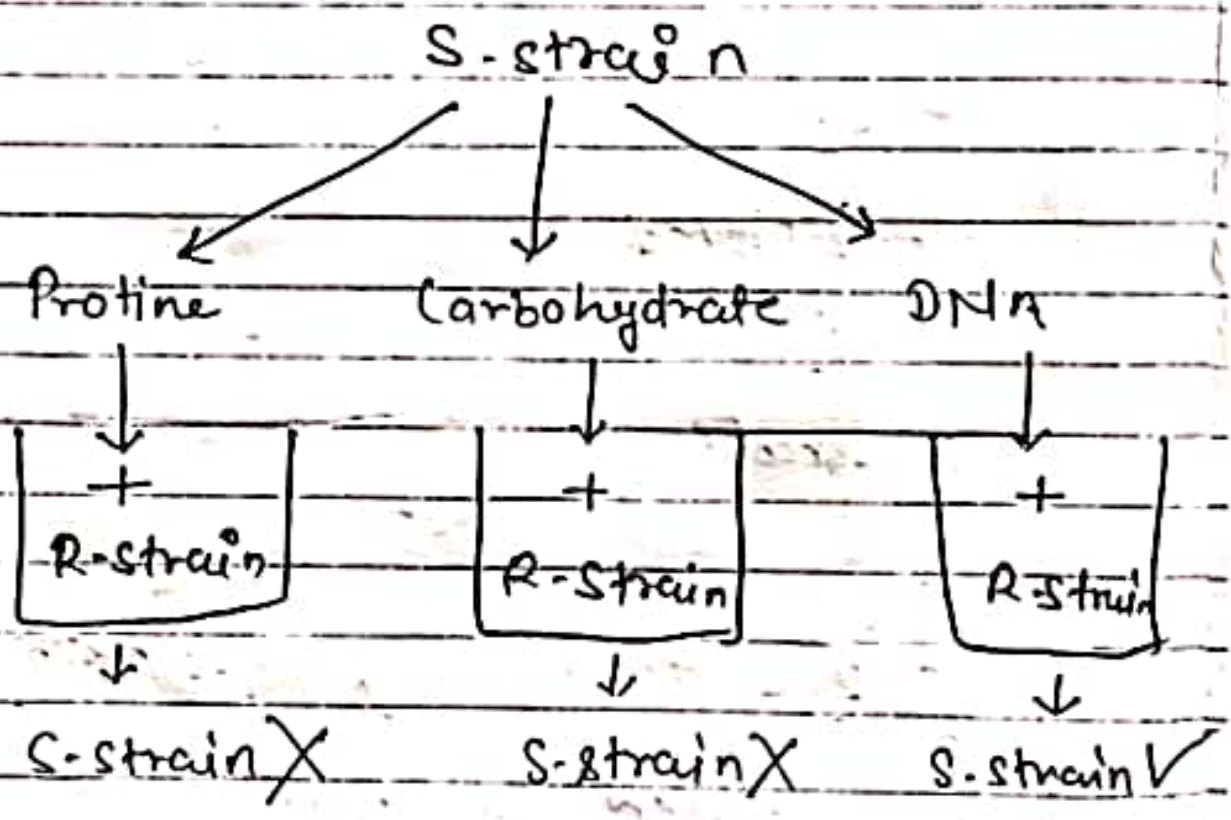 S-strain
Protine Carbohydrate DNA
+ + +
R-strain R-strain R-strain
S-strain X S-strain X S-strain ✓